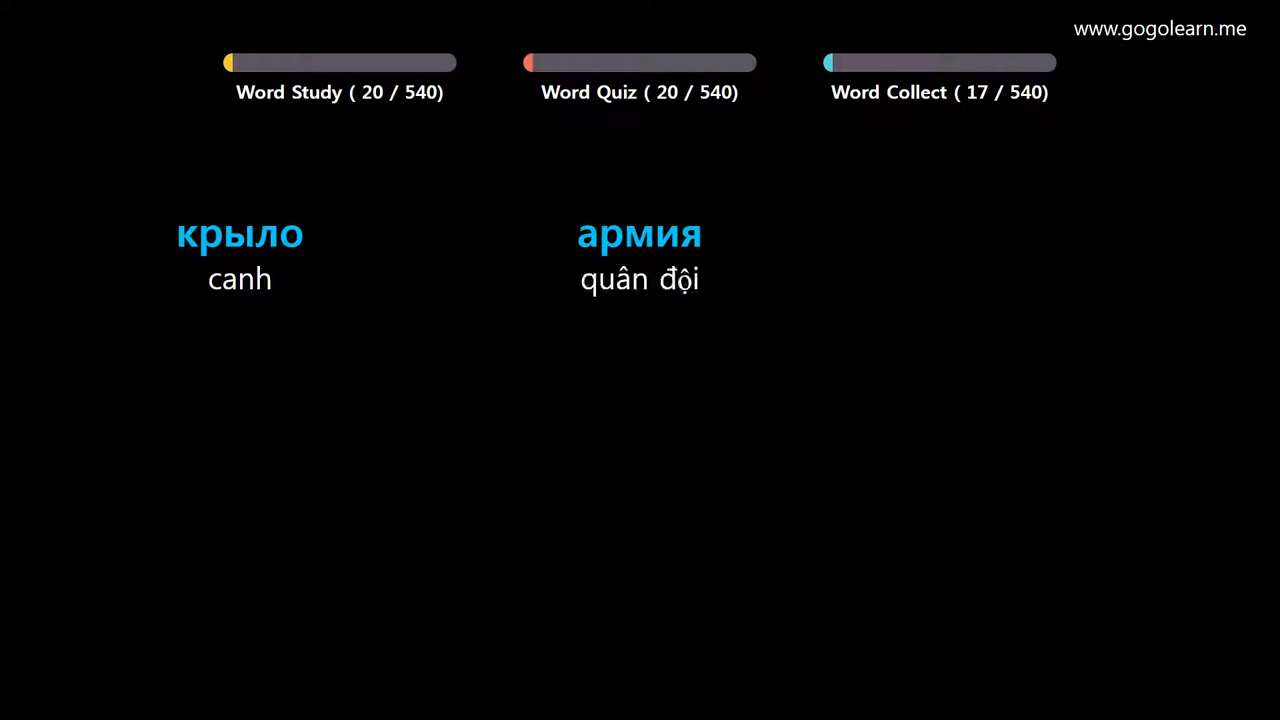 www.gogolearn.me
Word Study ( 20 / 540)
Word Quiz ( 20 / 540)
Word Collect ( 17 / 540)
крыло
canh
армия
quân đội